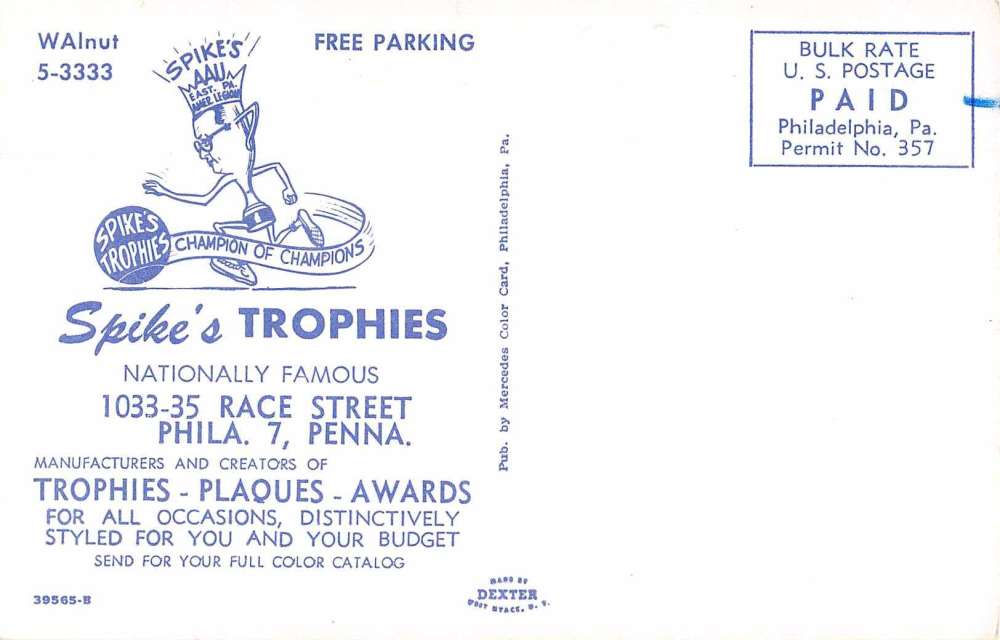 WAlnut
5-3333
FREE PARKING
SPIKE'S
AAU
EAST. PA.
AMER. LEGION
SPIKE'S
TROPHIES
CHAMPION OF CHAMPIONS
1
Spike's TROPHIES
NATIONALLY FAMOUS
1033-35 RACE STREET
PHILA. 7, PENNA.
MANUFACTURERS AND CREATORS OF
TROPHIES - PLAQUES - AWARDS
FOR ALL OCCASIONS, DISTINCTIVELY
STYLED FOR YOU AND YOUR BUDGET
SEND FOR YOUR FULL COLOR CATALOG
39565-B
Pub. by Mercedes Color Card, Philadelphia, Pa.
MADE BY
DEXTER
WEST NYACK, N. Y.
BULK RATE
U. S. POSTAGE
PAID
Philadelphia, Pa.
Permit No. 357